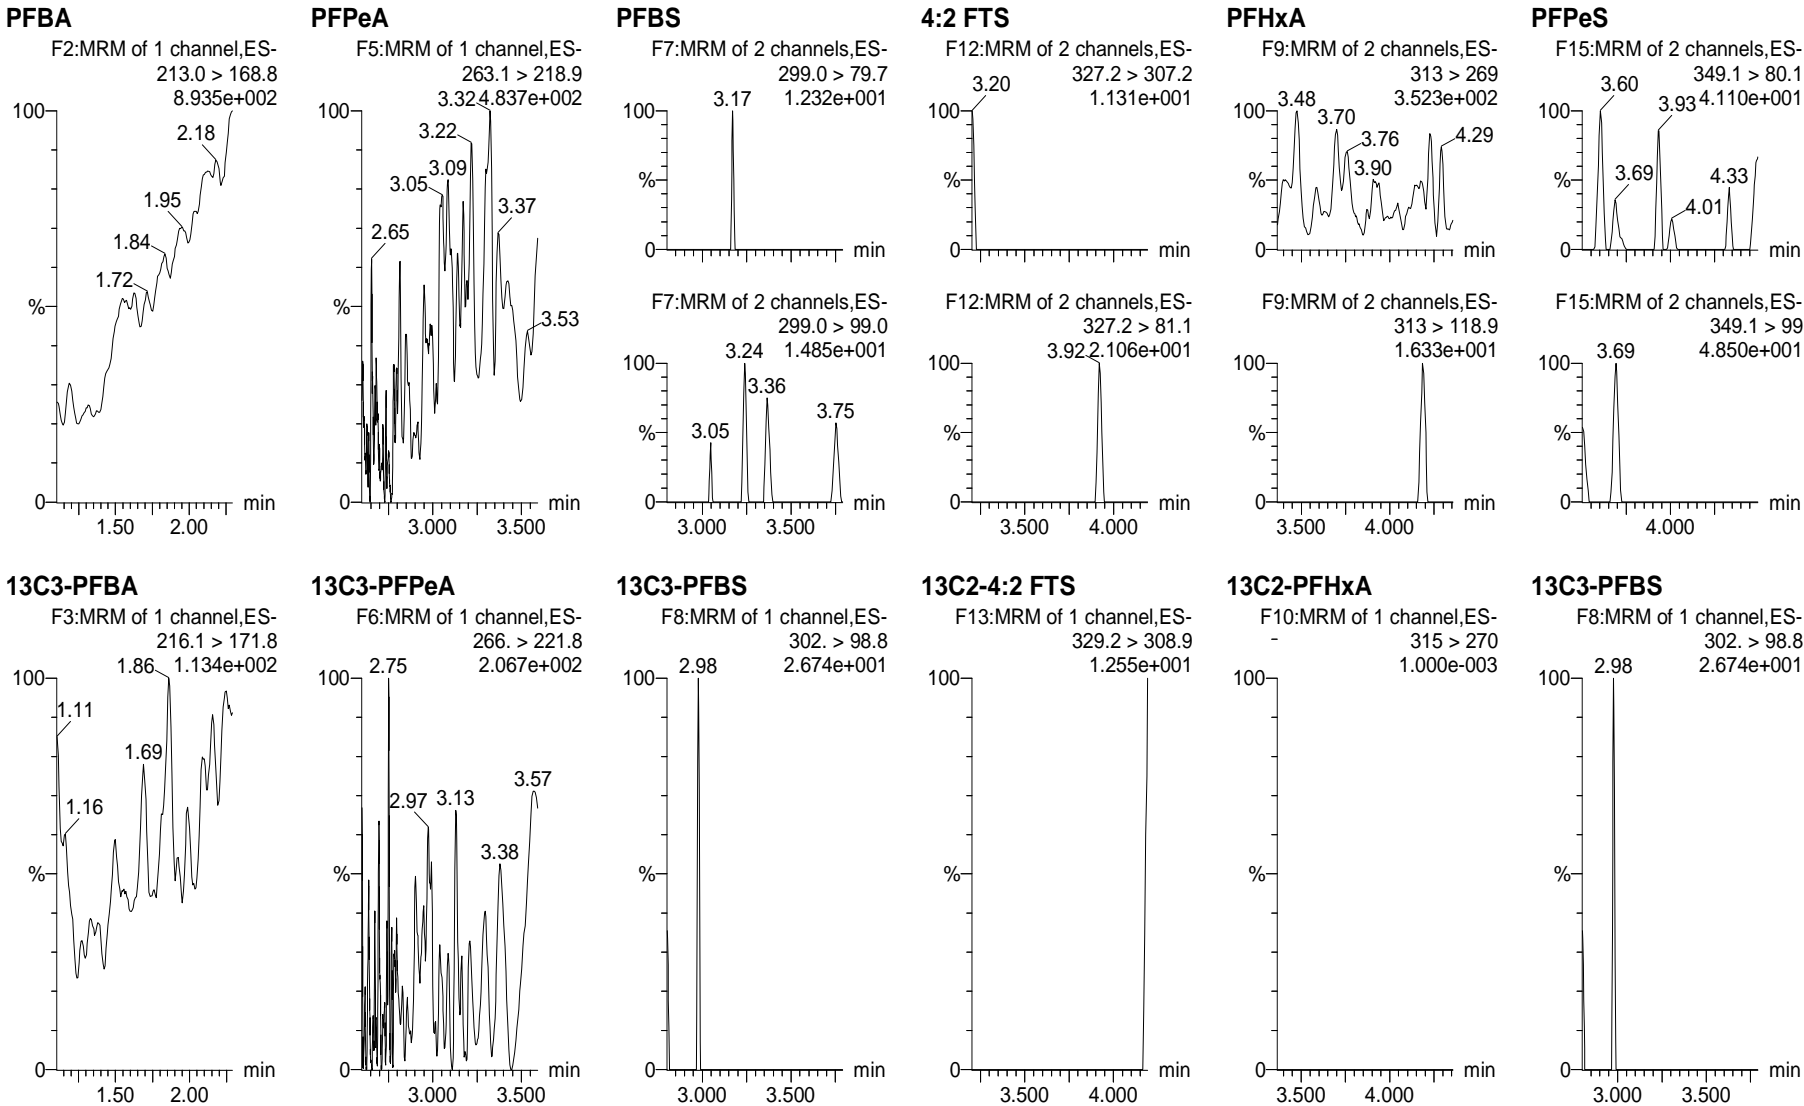 PFBA
F2:MRM of 1 channel,ES-
213.0 > 168.8
8.935e+002
100
2.18
1.95
1.84
1.72
%
0
min
1.50 2.00
PFPeA
F5:MRM of 1 channel,ES-
263.1 > 218.9
3.32 4.837e+002
100
3.22
3.09
3.05
3.37
2.65
%
3.53
0
min
3.000 3.500
PFBS
F7:MRM of 2 channels,ES-
299.0 > 79.7
3.17 1.232e+001
100
%
0
min
F7:MRM of 2 channels,ES-
299.0 > 99.0
3.24 1.485e+001
100
3.36
3.75
3.05
%
0
min
3.000 3.500
4:2 FTS
F12:MRM of 2 channels,ES-
327.2 > 307.2
3.20
1.131e+001
100
%
0
min
F12:MRM of 2 channels,ES-
327.2 > 81.1
3.92 2.106e+001
100
%
0
min
3.500 4.000
PFHxA
F9:MRM of 2 channels,ES-
313 > 269
3.48 3.523e+002
100
3.70
3.76
4.29
3.90
%
0
min
F9:MRM of 2 channels,ES-
313 > 118.9
1.633e+001
100
%
0
min
3.500 4.000
PFPeS
F15:MRM of 2 channels,ES-
349.1 > 80.1
3.60
3.93 4.110e+001
100
3.69
4.33
4.01
%
0
min
F15:MRM of 2 channels,ES-
349.1 > 99
3.69 4.850e+001
100
%
0
min
4.000
13C3-PFBA
F3:MRM of 1 channel,ES-
216.1 > 171.8
1.86 1.134e+002
100
1.11
1.69
1.16
%
0
min
1.50 2.00
13C3-PFPeA
F6:MRM of 1 channel,ES-
266. > 221.8
2.75 2.067e+002
100
3.57
2.97 3.13
3.38
%
0
min
3.000 3.500
13C3-PFBS
F8:MRM of 1 channel,ES-
302. > 98.8
2.98 2.674e+001
100
%
0
min
3.000 3.500
13C2-4:2 FTS
F13:MRM of 1 channel,ES-
329.2 > 308.9
1.255e+001
100
%
0
min
3.500 4.000
13C2-PFHxA
F10:MRM of 1 channel,ES-
315 > 270
1.000e-003
100
%
0
min
3.500 4.000
13C3-PFBS
F8:MRM of 1 channel,ES-
302. > 98.8
2.98 2.674e+001
100
%
0
min
3.000 3.500